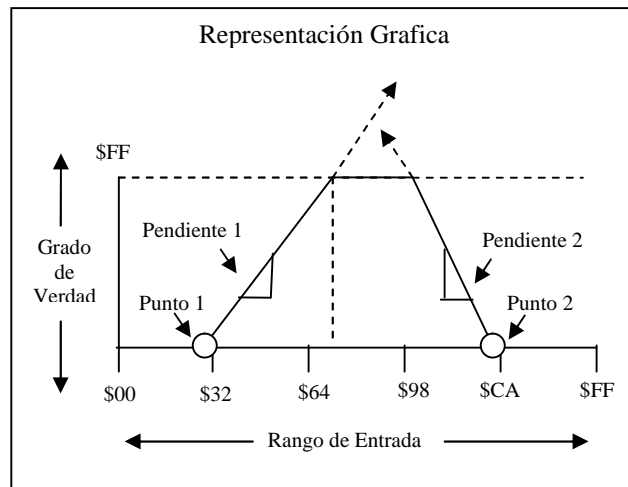 Representación Grafica
$FF
Pendiente 1
Pendiente 2
Grado
de
Verdad
Punto 1
Punto 2
$00
$32
$64
$98
$CA
$FF
Rango de Entrada